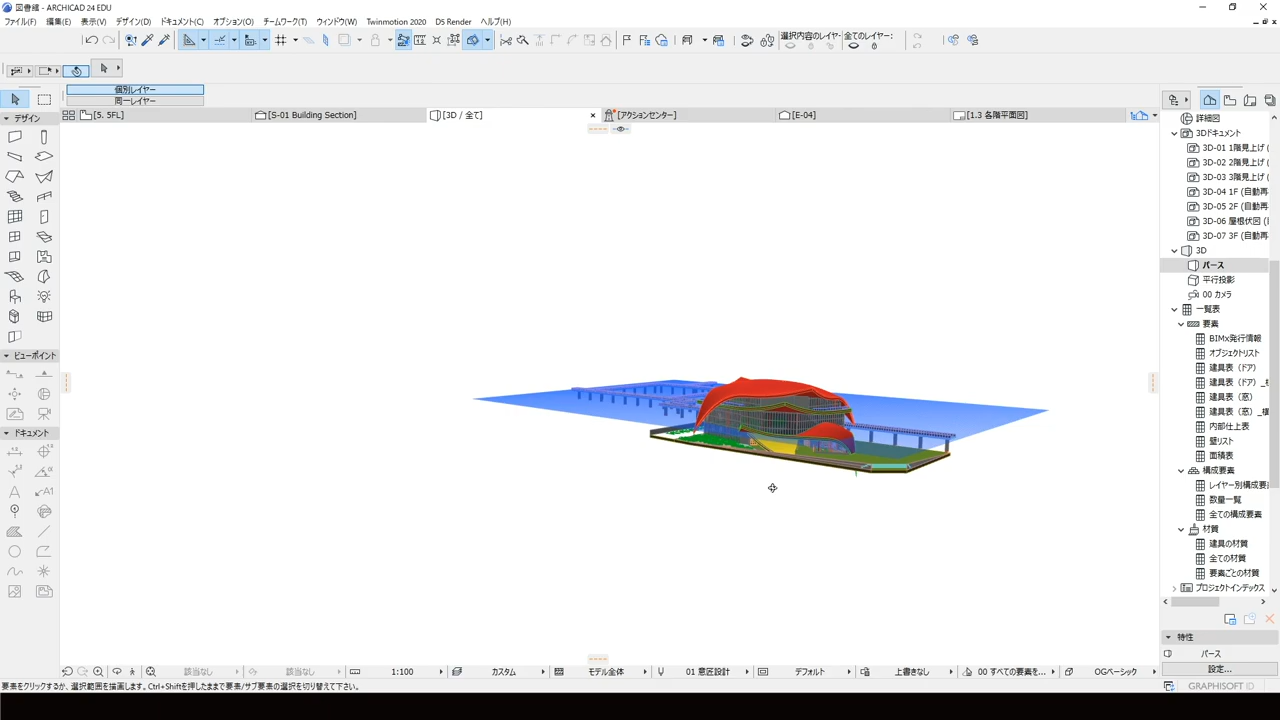 図書館 - ARCHICAD 24 EDU
ファイル(F) 編集(E) 表示(V) デザイン(D) ドキュメント(C) オプション(O) チームワーク(T) ウィンドウ(W) Twinmotion 2020 DS Render ヘルプ(H)
選択内容のレイヤー: 全てのレイヤー:
個別レイヤー
同一レイヤー
[5. 5FL] [S-01 Building Section] [3D / 全て] [アクションセンター] [E-04] [1.3 各階平面図]
デザイン
ビューポイント
ドキュメント
詳細図
3Dドキュメント
3D-01 1階見上げ (
3D-02 2階見上げ (
3D-03 3階見上げ (
3D-04 1F (自動再
3D-05 2F (自動再
3D-06 屋根伏図 (
3D-07 3F (自動再
3D
パース
平行投影
00 カメラ
一覧表
要素
BIMx発行情報
オブジェクトリスト
建具表（ドア）
建具表（ドア）_
建具表（窓）
建具表（窓）_
内部仕上表
壁リスト
面積表
構成要素
レイヤー別構成要
数量一覧
全ての構成要素
材質
建具の材質
全ての材質
要素ごとの材質
プロジェクトインデックス
特性
パース
設定...
該当なし 該当なし 1:100 カスタム モデル全体 01 意匠設計 デフォルト 上書きなし 00 すべての要素を... OGベーシック
要素をクリックするか、選択範囲を描画します。Ctrl+Shiftを押したままで要素/サブ要素の選択を切り替えて下さい。
GRAPHISOFT